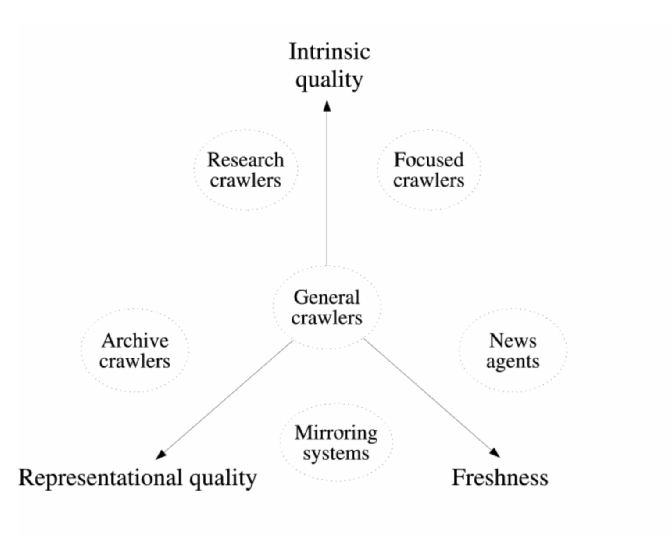 Intrinsic
quality
Research
crawlers
Focused
crawlers
General
crawlers
Archive
crawlers
News
agents
Mirroring
systems
Representational quality
Freshness